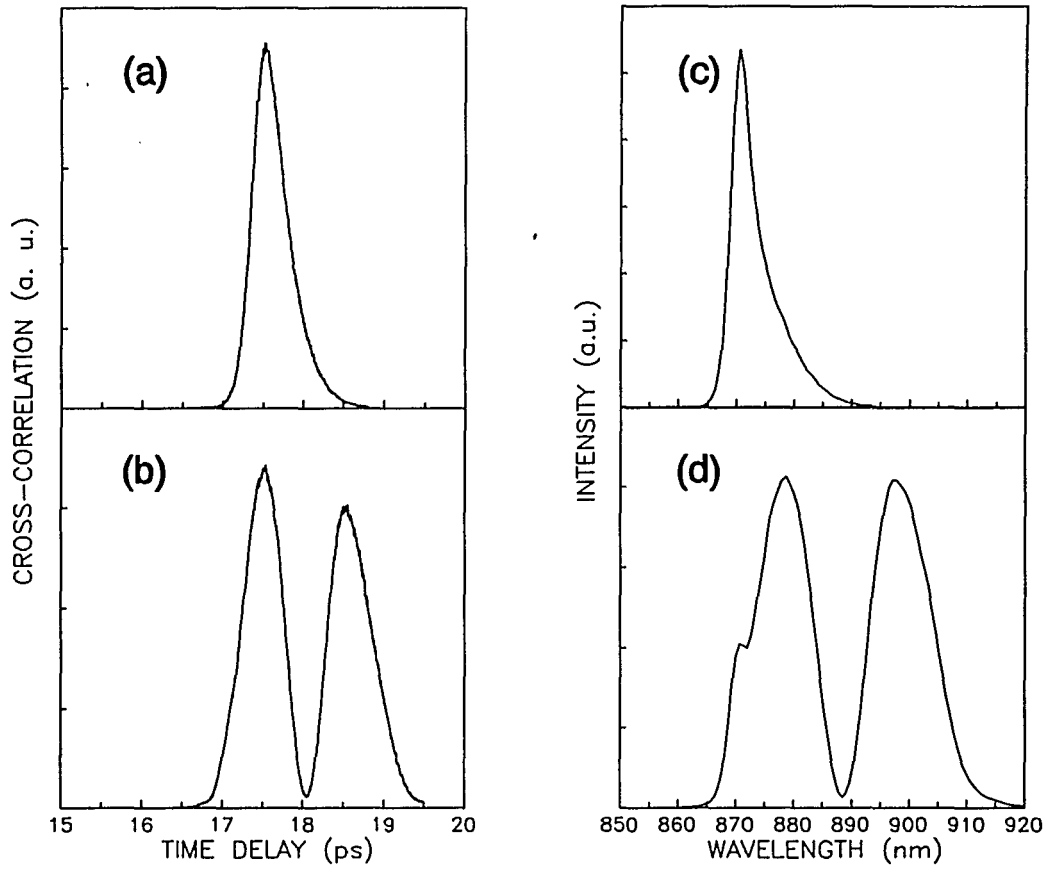 (a)
(c)
CROSS-CORRELATION (a. u.)
INTENSITY (a.u.)
(b)
(d)
15 16 17 18 19 20
850 860 870 880 890 900 910 920
TIME DELAY (ps)
WAVELENGTH (nm)